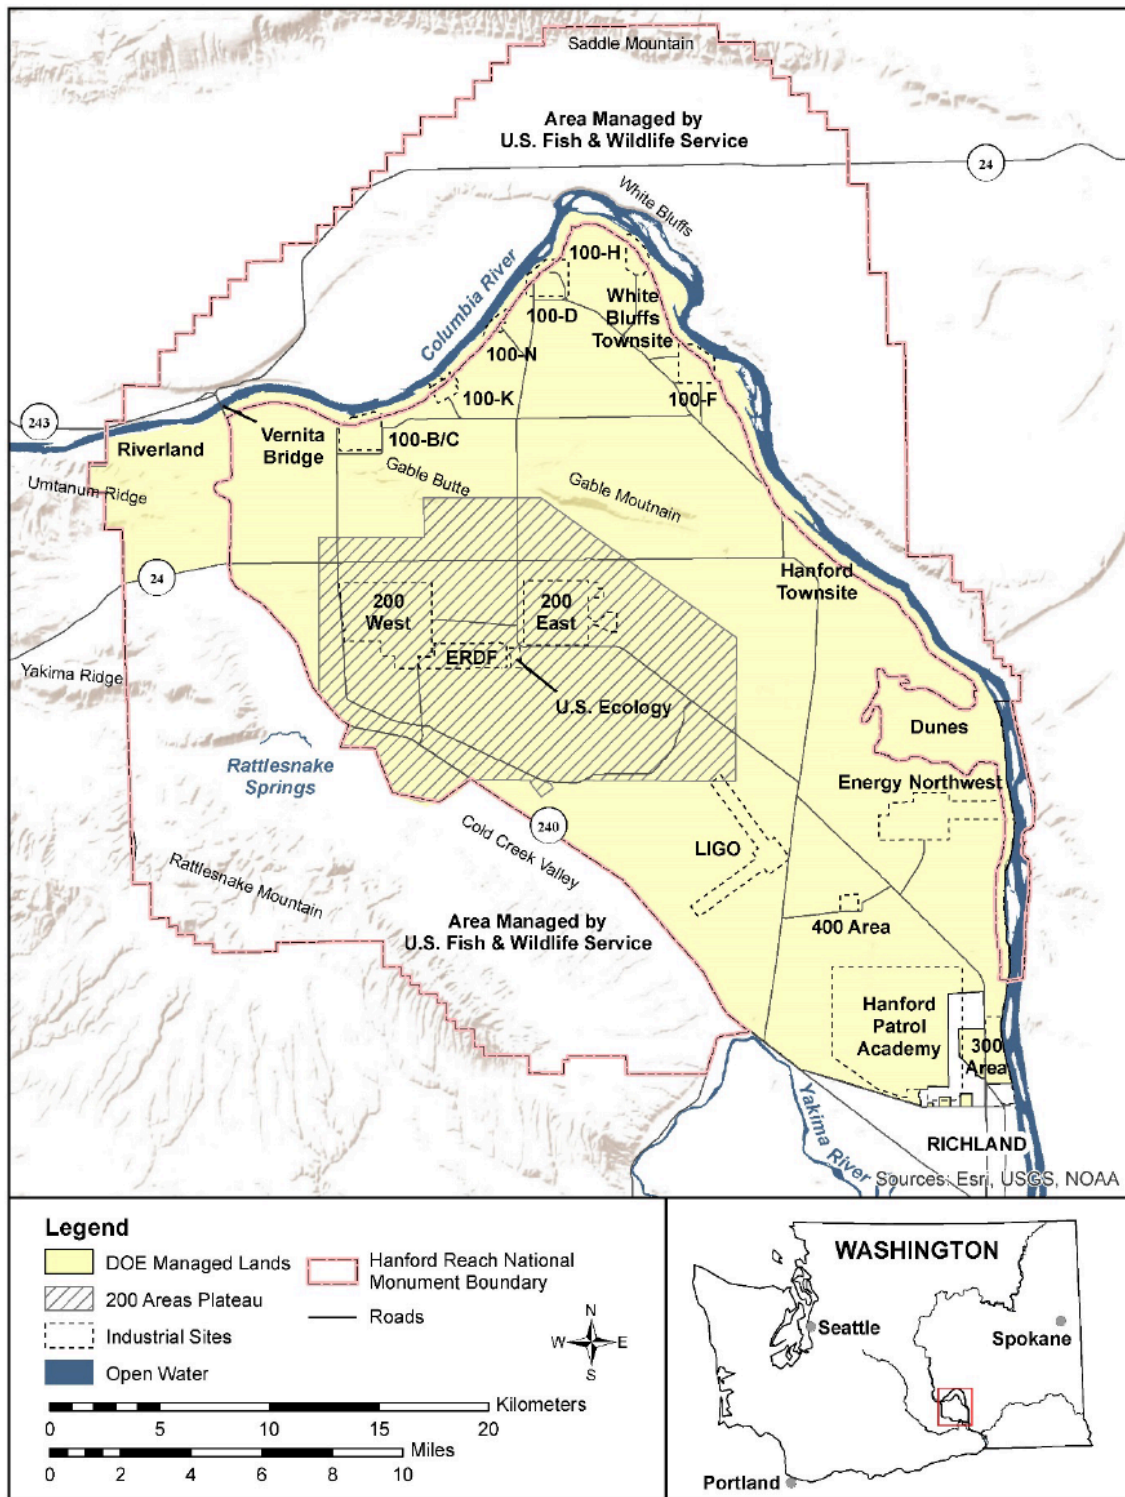 Saddle Mountain
Area Managed by
U.S. Fish & Wildlife Service
24
White Bluffs
Columbia River
100-H
White
Bluffs
Townsite
100-D
100-N
100-K
100-F
243
Vernita
Bridge
Riverland
100-B/C
Umtanum Ridge
Gable Butte
Gable Moutnain
24
Hanford
Townsite
200
West
200
East
ERDF
Yakima Ridge
U.S. Ecology
Dunes
Rattlesnake
Springs
Energy Northwest
240
Cold Creek Valley
LIGO
Rattlesnake Mountain
Area Managed by
U.S. Fish & Wildlife Service
400 Area
Hanford
Patrol
Academy
300
Area
Yakima River
RICHLAND
Sources: Esri, USGS, NOAA
Legend
DOE Managed Lands
200 Areas Plateau
Industrial Sites
Open Water
Hanford Reach National
Monument Boundary
Roads
N
W E
S
Kilometers
0 5 10 15 20
Miles
0 2 4 6 8 10
WASHINGTON
Seattle
Spokane
Portland